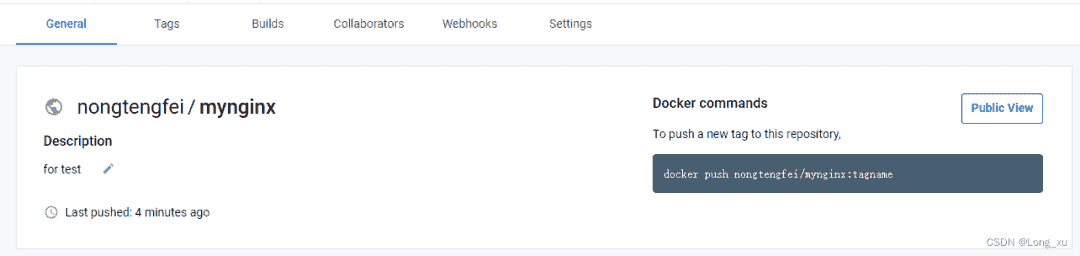 General Tags Builds Collaborators Webhooks Settings
nongtengfei / mynginx
Description
for test
Last pushed: 4 minutes ago
Docker commands
Public View
To push a new tag to this repository,
docker push nongtengfei/mynginx:tagname
CSDN @Long_xu